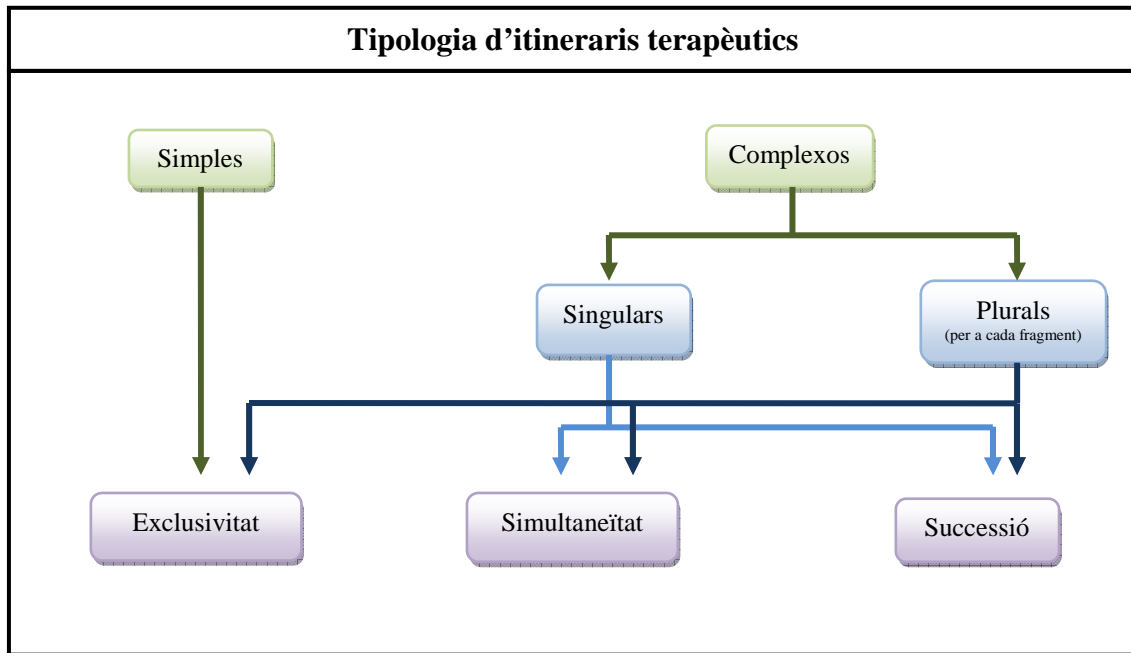 Tipologia d’itineraris terapèutics
Simples
Complexos
Singulars
Plurals
(per a cada fragment)
Exclusivitat
Simultaneïtat
Successió